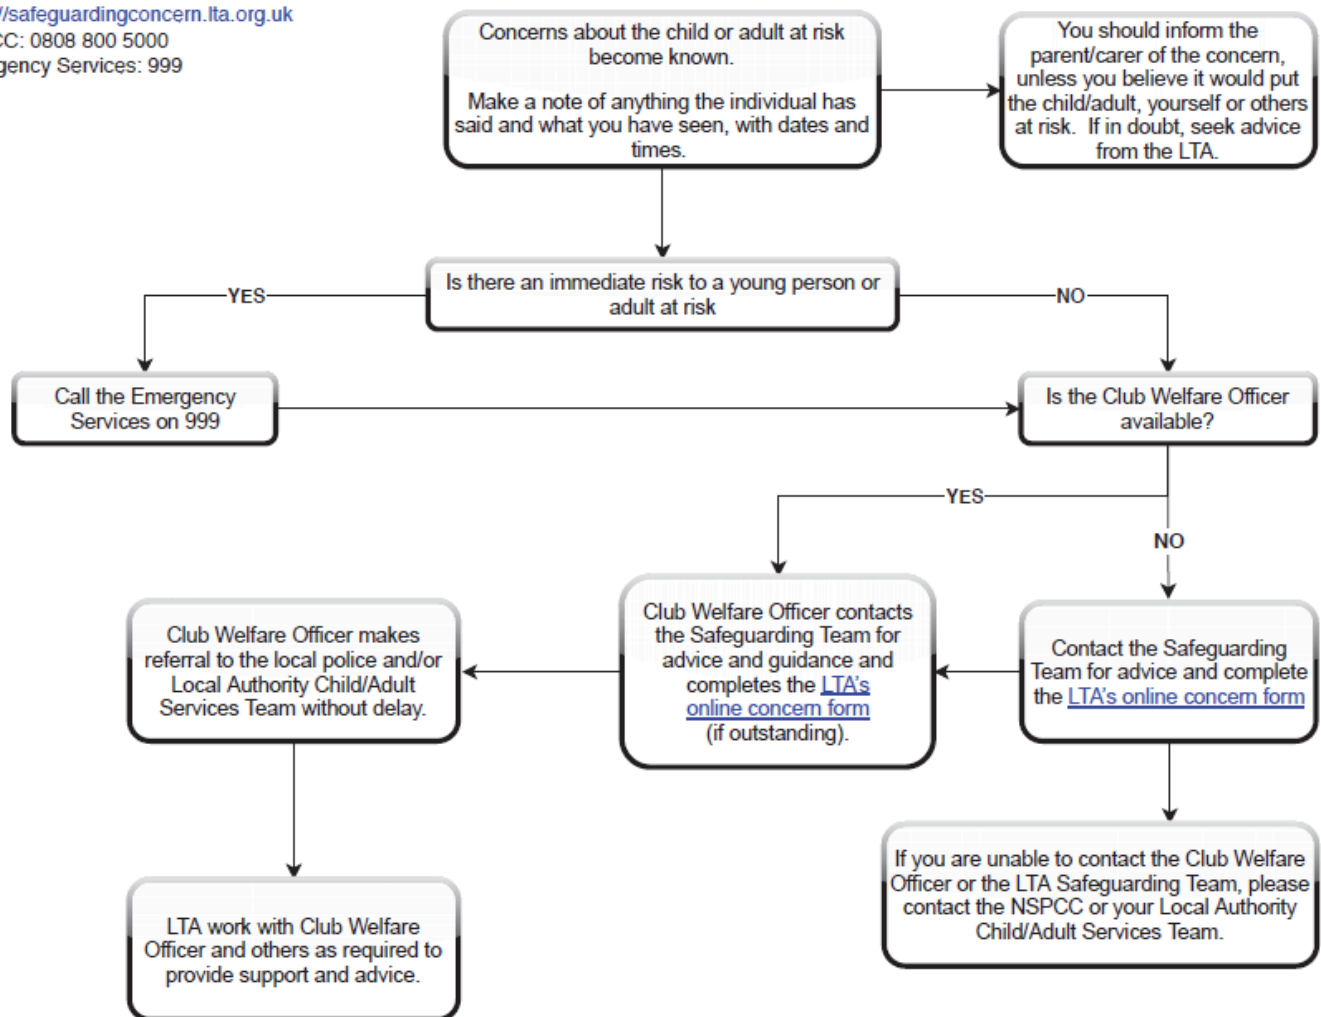 //safeguardingconcern.lta.org.uk
CC: 0808 800 5000
gency Services: 999
Concerns about the child or adult at risk
become known.
Make a note of anything the individual has
said and what you have seen, with dates and
times.
You should inform the
parent/carer of the concern,
unless you believe it would put
the child/adult, yourself or others
at risk. If in doubt, seek advice
from the LTA.
Is there an immediate risk to a young person or
adult at risk
YES
NO
Call the Emergency
Services on 999
Is the Club Welfare Officer
available?
YES
NO
Club Welfare Officer makes
referral to the local police and/or
Local Authority Child/Adult
Services Team without delay.
Club Welfare Officer contacts
the Safeguarding Team for
advice and guidance and
completes the LTA's
online concern form
(if outstanding).
Contact the Safeguarding
Team for advice and complete
the LTA's online concern form
If you are unable to contact the Club Welfare
Officer or the LTA Safeguarding Team, please
contact the NSPCC or your Local Authority
Child/Adult Services Team.
LTA work with Club Welfare
Officer and others as required to
provide support and advice.